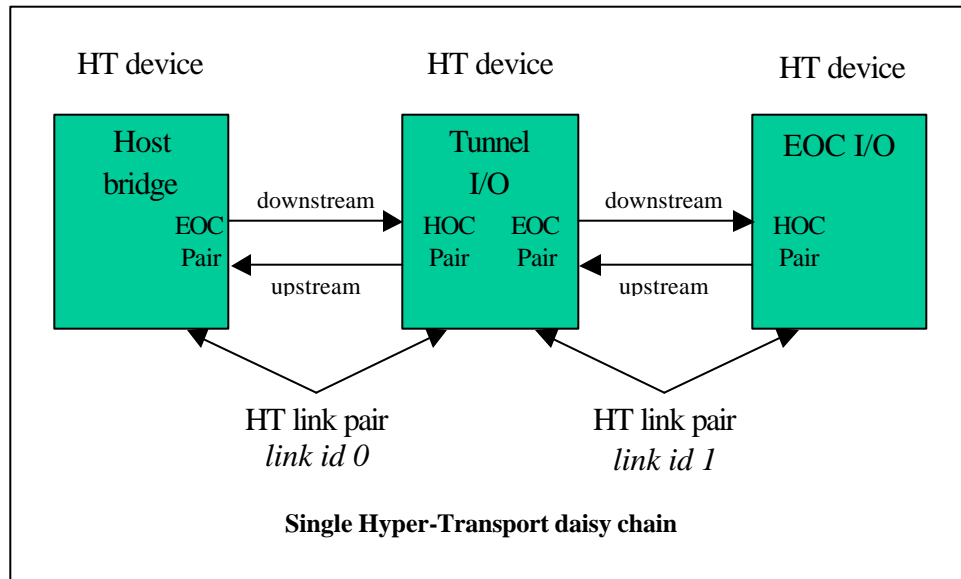 HT device
HT device
HT device
Host
bridge
EOC
Pair
downstream
upstream
Tunnel
I/O
HOC
Pair
EOC
Pair
downstream
upstream
EOC I/O
HOC
Pair
HT link pair
link id 0
HT link pair
link id 1
Single Hyper-Transport daisy chain